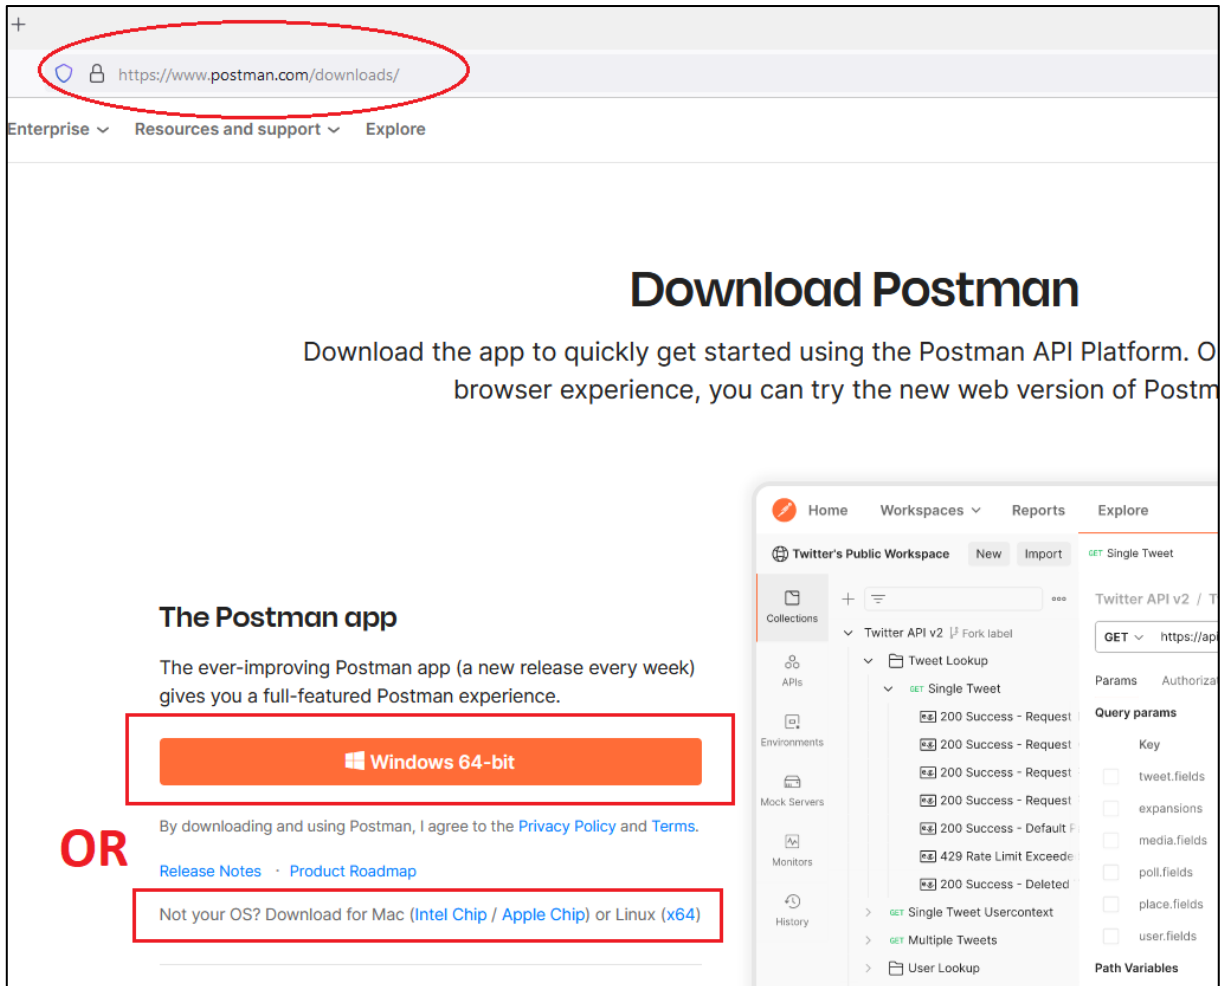 +
https://www.postman.com/downloads/
Enterprise Resources and support Explore
Download Postman
Download the app to quickly get started using the Postman API Platform. O
browser experience, you can try the new web version of Postm
The Postman app
The ever-improving Postman app (a new release every week)
gives you a full-featured Postman experience.
Windows 64-bit
By downloading and using Postman, I agree to the Privacy Policy and Terms.
OR
Release Notes · Product Roadmap
Not your OS? Download for Mac (Intel Chip / Apple Chip) or Linux (x64)
Home Workspaces Reports Explore
Twitter's Public Workspace New Import GET Single Tweet
Collections
APIs
Environments
Mock Servers
Monitors
History
+
Twitter API v2 Fork label
Tweet Lookup
GET Single Tweet
e.g. 200 Success - Request
e.g. 200 Success - Request
e.g. 200 Success - Request
e.g. 200 Success - Request
e.g. 200 Success - Default
e.g. 429 Rate Limit Exceede
e.g. 200 Success - Deleted
GET Single Tweet Usercontext
GET Multiple Tweets
User Lookup
Twitter API v2 / T
GET https://api
Params Authorizat
Query params
Key
tweet.fields
expansions
media.fields
poll.fields
place.fields
user.fields
Path Variables